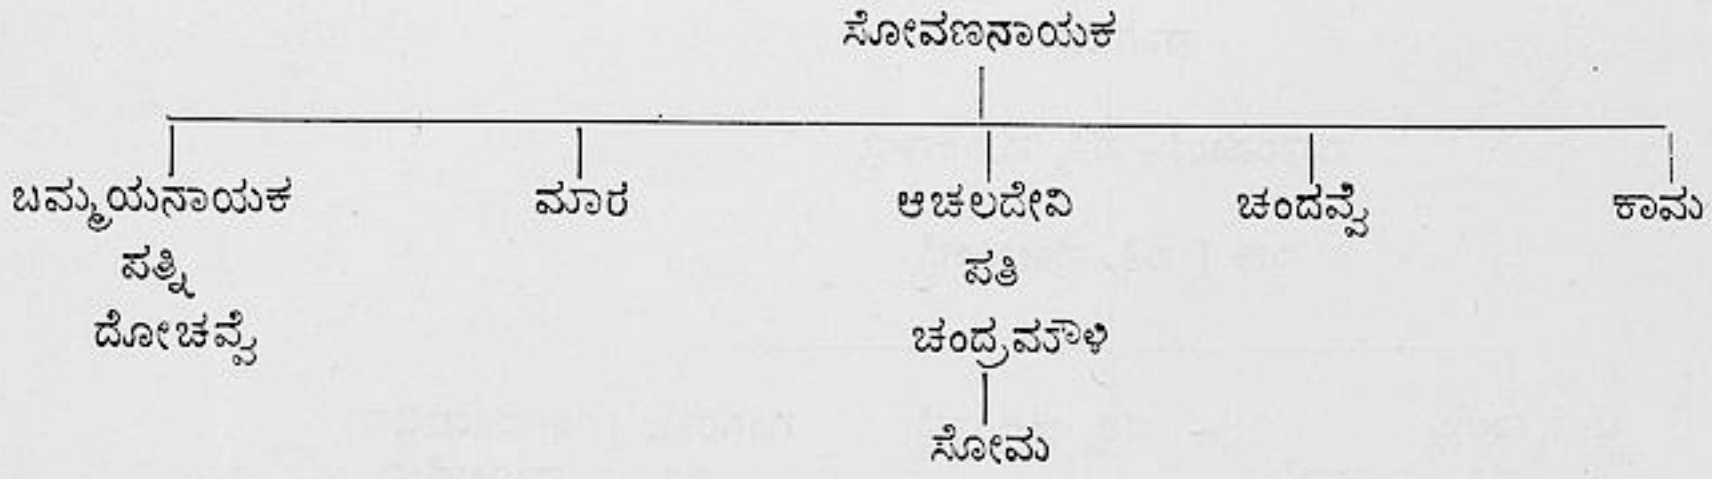 ಸೋವಣನಾಯಕ
ಬಮ್ಮಯನಾಯಕ ಮಾರ ಆಚಲದೇವಿ ಚಂದವ್ವೆ ಕಾಮ
ಪತ್ನಿ ಪತಿ
ದೋಚವ್ವೆ ಚಂದ್ರಮೌಳಿ
ಸೋಮ